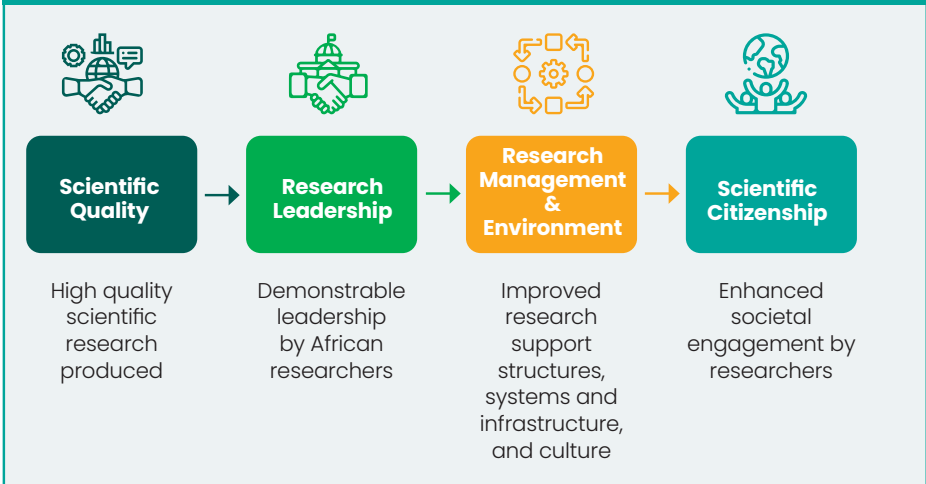 Scientific
Quality
Research
Leadership
Research
Management
&
Environment
Scientific
Citizenship
High quality
scientific
research
produced
Demonstrable
leadership
by African
researchers
Improved
research
support
structures,
systems and
infrastructure,
and culture
Enhanced
societal
engagement by
researchers